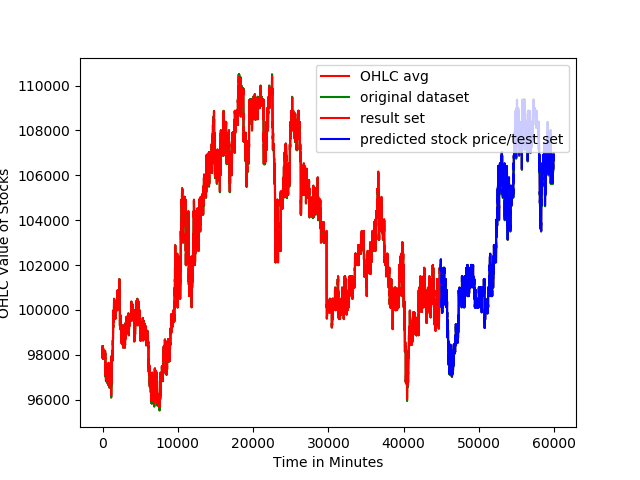 OHLC avg
original dataset
result set
predicted stock price/test set
110000
108000
106000
104000
102000
100000
98000
96000
OHLC Value of Stocks
0 10000 20000 30000 40000 50000 60000
Time in Minutes